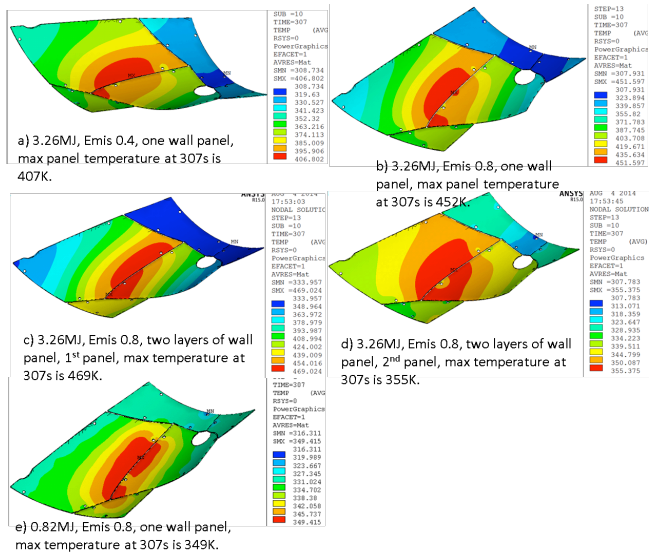 SUB =10
TIME=307
TEMP (AVG
RSYS=0
PowerGraphics
EFACET=1
AVRES=Mat
SMN =308.734
SMX =406.802
308.734
319.63
330.527
341.423
352.32
363.216
374.113
385.009
395.906
406.802
MN
MX
a) 3.26MJ, Emis 0.4, one wall panel,
max panel temperature at 307s is
407K.
STEP=13
SUB =10
TIME=307
TEMP (AVG
RSYS=0
PowerGraphics
EFACET=1
AVRES=Mat
SMN =307.931
SMX =451.597
307.931
323.894
339.857
355.82
371.783
387.745
403.708
419.671
435.634
451.597
MN
MX
b) 3.26MJ, Emis 0.8, one wall
panel, max panel temperature
at 307s is 452K.
ANSYS
R15.0
AUG 4 2014
17:53:03
NODAL SOLUTIO
STEP=13
SUB =10
TIME=307
TEMP (AVG
RSYS=0
PowerGraphics
EFACET=1
AVRES=Mat
SMN =333.957
SMX =469.024
333.957
348.964
363.972
378.979
393.987
408.994
424.002
439.009
454.016
469.024
MN
c) 3.26MJ, Emis 0.8, two layers of wall
panel, 1st panel, max temperature at
307s is 469K.
ANSYS
R15.0
AUG 4 2014
17:53:45
NODAL SOLUTION
STEP=13
SUB =10
TIME=307
TEMP (AVG)
RSYS=0
PowerGraphics
EFACET=1
AVRES=Mat
SMN =307.783
SMX =355.375
307.783
313.071
318.359
323.647
328.935
334.223
339.511
344.799
350.087
355.375
MN
MX
d) 3.26MJ, Emis 0.8, two layers of wall
panel, 2nd panel, max temperature at
307s is 355K.
TIME=307
TEMP (AVG
RSYS=0
PowerGraphics
EFACET=1
AVRES=Mat
SMN =316.311
SMX =349.415
316.311
319.989
323.667
327.345
331.024
334.702
338.38
342.058
345.737
349.415
MN
MX
e) 0.82MJ, Emis 0.8, one wall panel,
max temperature at 307s is 349K.